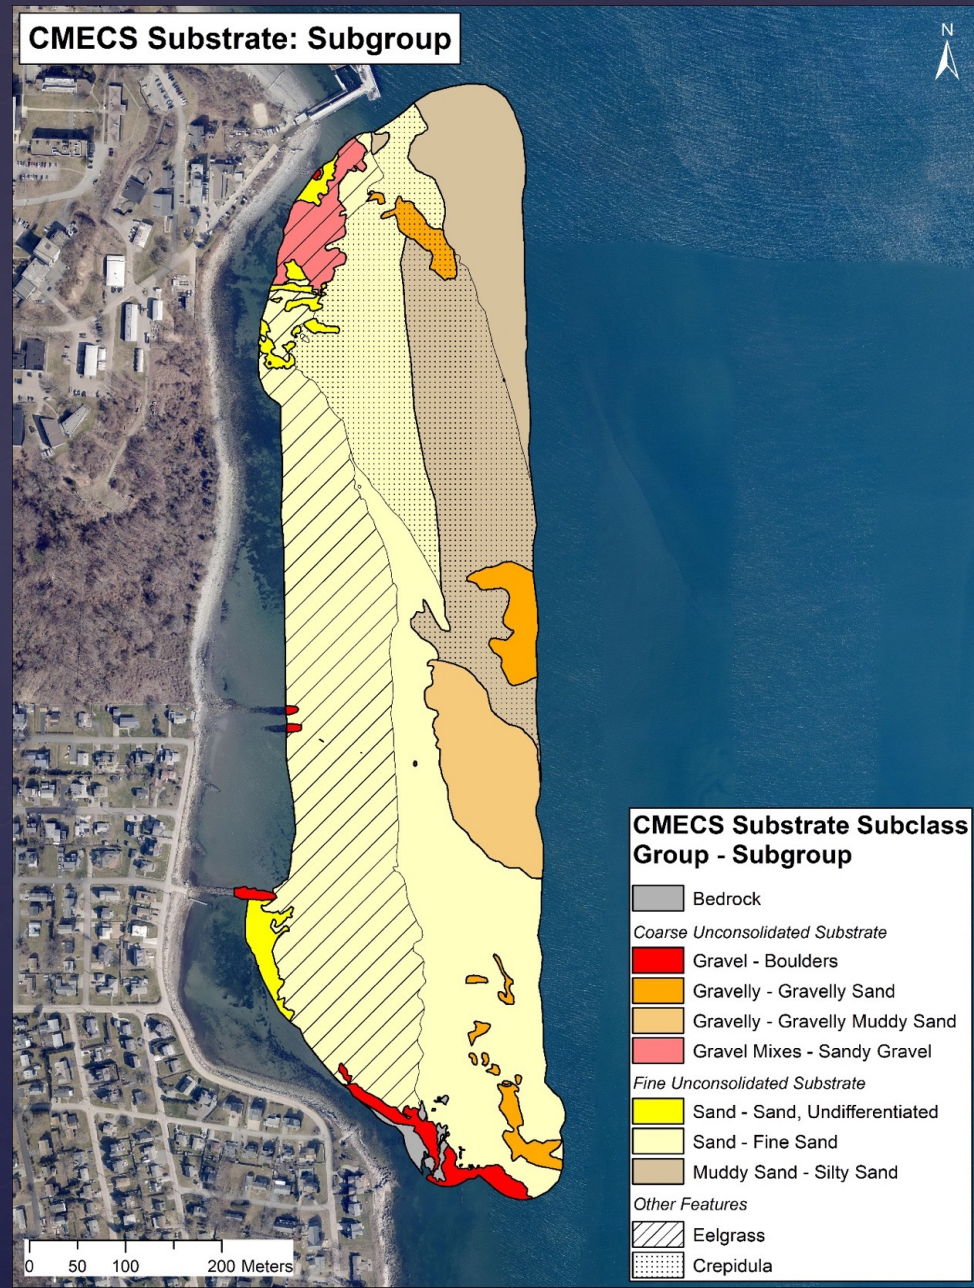 CMECS Substrate: Subgroup
N
CMECS Substrate Subclass
Group - Subgroup
Bedrock
Coarse Unconsolidated Substrate
Gravel - Boulders
Gravelly - Gravelly Sand
Gravelly - Gravelly Muddy Sand
Gravel Mixes - Sandy Gravel
Fine Unconsolidated Substrate
Sand - Sand, Undifferentiated
Sand - Fine Sand
Muddy Sand - Silty Sand
Other Features
Eelgrass
Crepidula
0 50 100 200 Meters